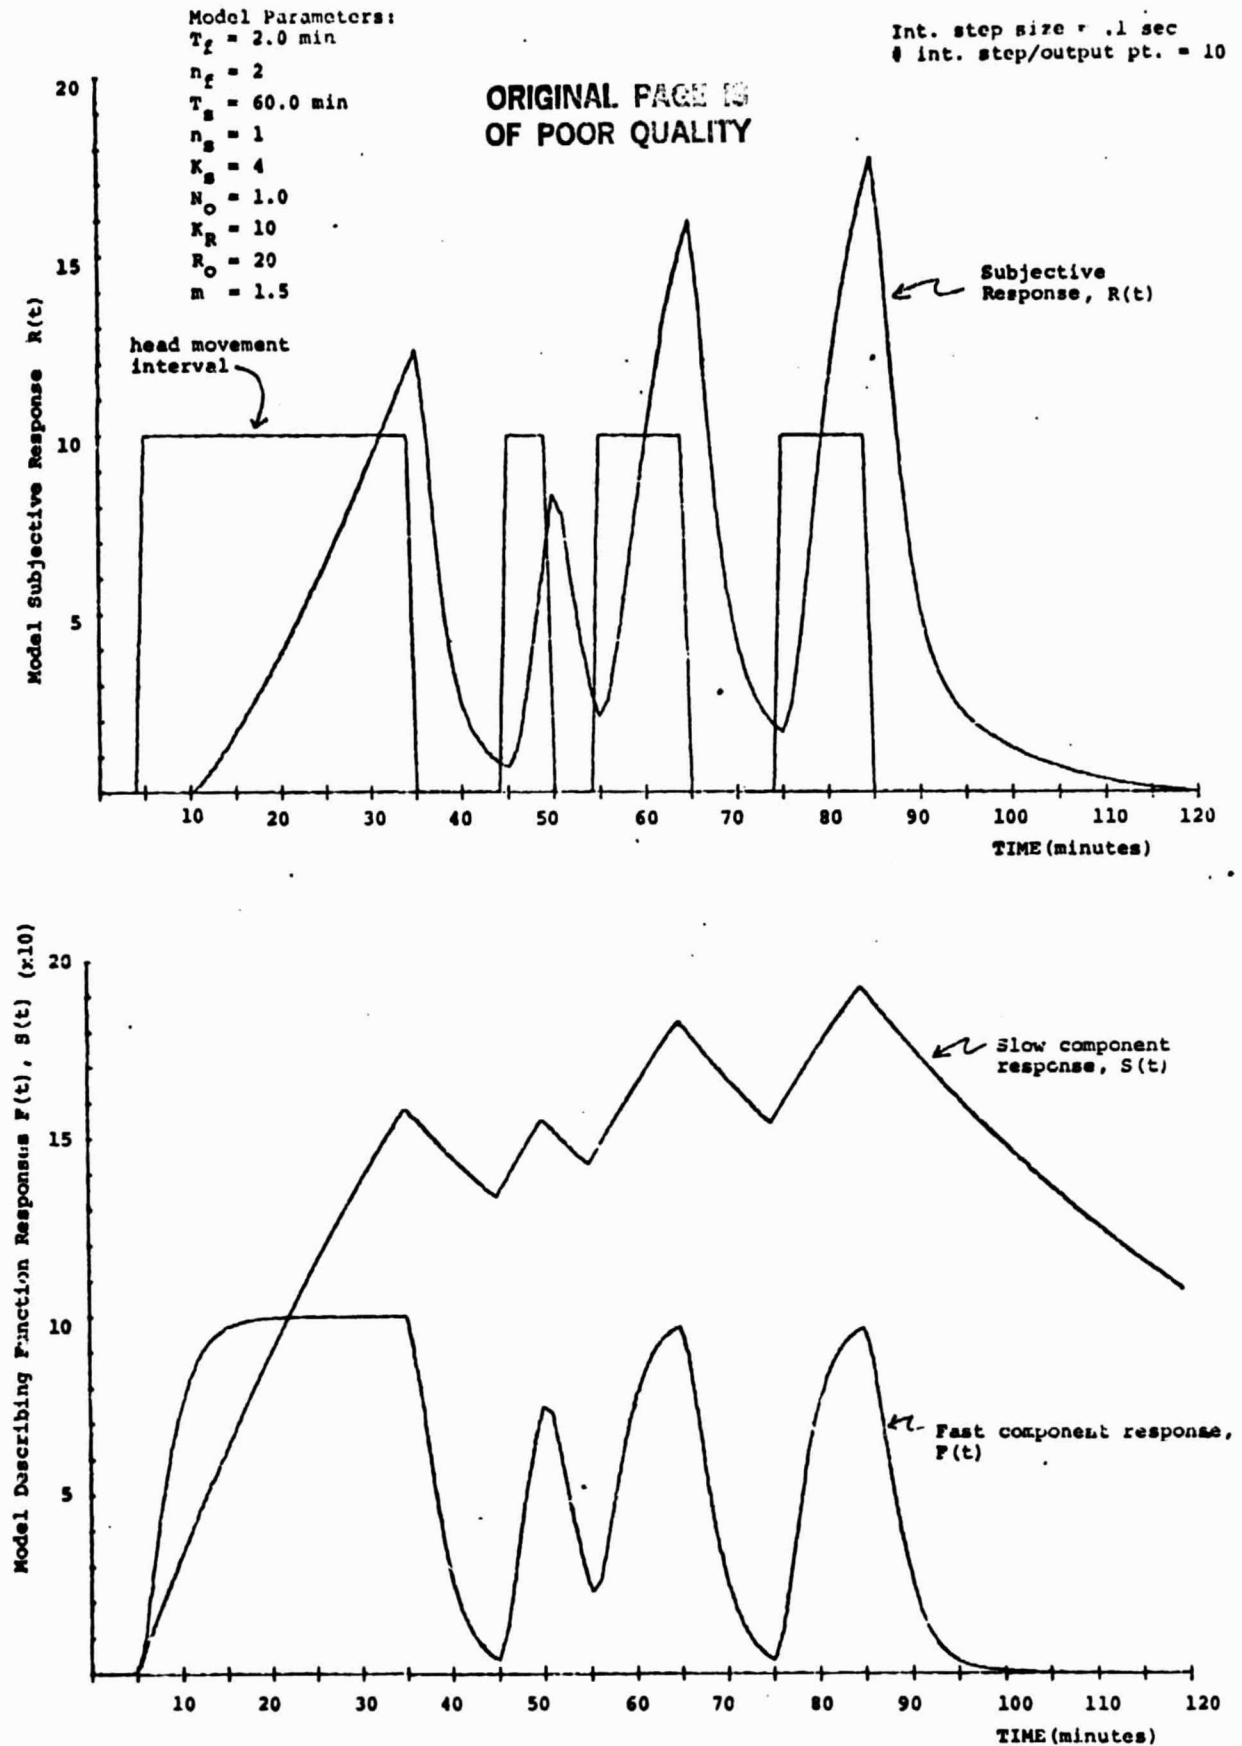 Model Parameters:
T_f = 2.0 min
n_f = 2
T_s = 60.0 min
n_s = 1
K_s = 4
N_o = 1.0
K_R = 10
R_o = 20
m = 1.5
Int. step size = .1 sec
# int. step/output pt. = 10
ORIGINAL PAGE IS
OF POOR QUALITY
Model Subjective Response R(t)
20
15
10
5
head movement
interval
Subjective
Response, R(t)
10 20 30 40 50 60 70 80 90 100 110 120
TIME(minutes)
Model Describing Function Responses F(t), S(t) (x10)
20
15
10
5
Slow component
response, S(t)
Fast component response,
F(t)
10 20 30 40 50 60 70 80 90 100 110 120
TIME(minutes)